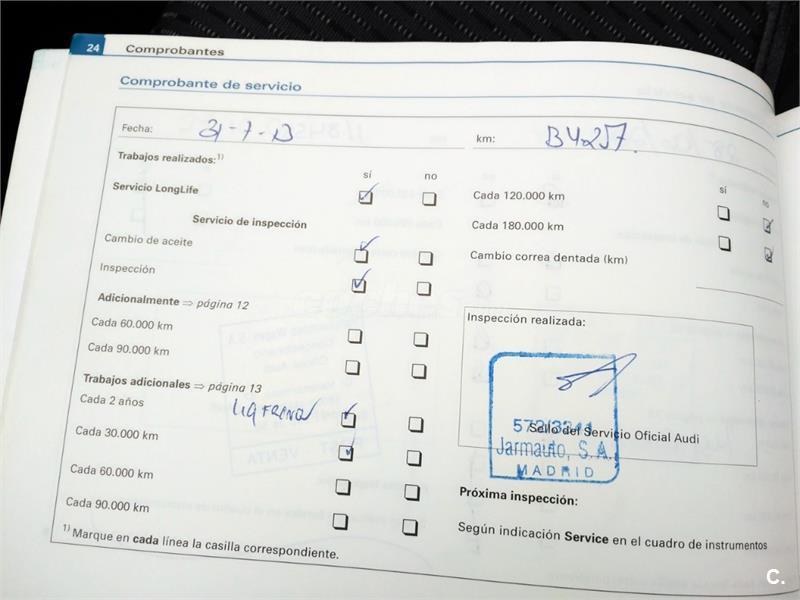 24 Comprobantes
Comprobante de servicio
Fecha: 31-7-13 km: 134257.
Trabajos realizados:1)
sí no
Servicio LongLife
Servicio de inspección
Cambio de aceite
Inspección
Adicionalmente ⇒ página 12
Cada 60.000 km
Cada 90.000 km
Trabajos adicionales ⇒ página 13
Cada 2 años LIQ FRENOS
Cada 30.000 km
Cada 60.000 km
Cada 90.000 km
1) Marque en cada línea la casilla correspondiente.
sí no
Cada 120.000 km
Cada 180.000 km
Cambio correa dentada (km)
Inspección realizada:
Sello del Servicio Oficial Audi
Jarmauto, S.A.
MADRID
Próxima inspección:
Según indicación Service en el cuadro de instrumentos
C.